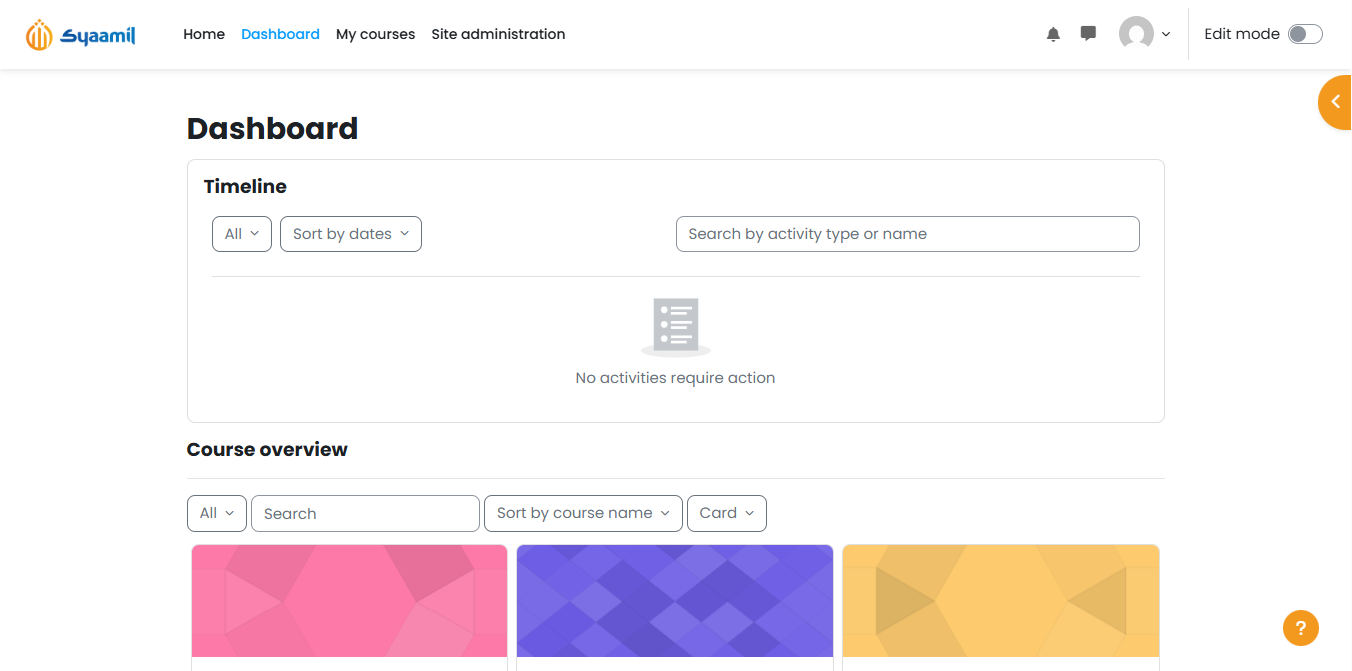 Syaamil Home Dashboard My courses Site administration Edit mode
Dashboard
Timeline
All Sort by dates Search by activity type or name
No activities require action
Course overview
All Search Sort by course name Card
?